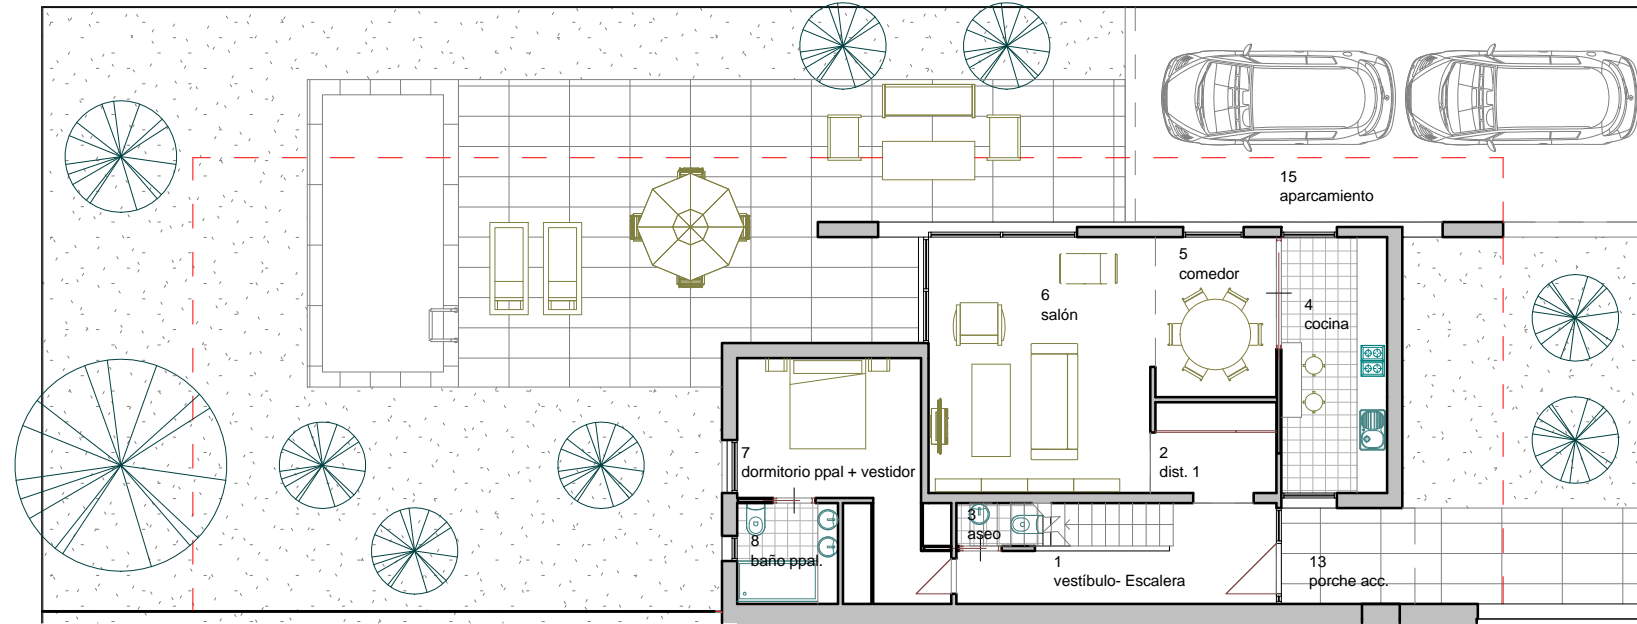 15
aparcamiento
5
comedor
6
salón
4
cocina
7
dormitorio ppal + vestidor
2
dist. 1
3
aseo
8
baño ppal.
1
vestíbulo- Escalera
13
porche acc.